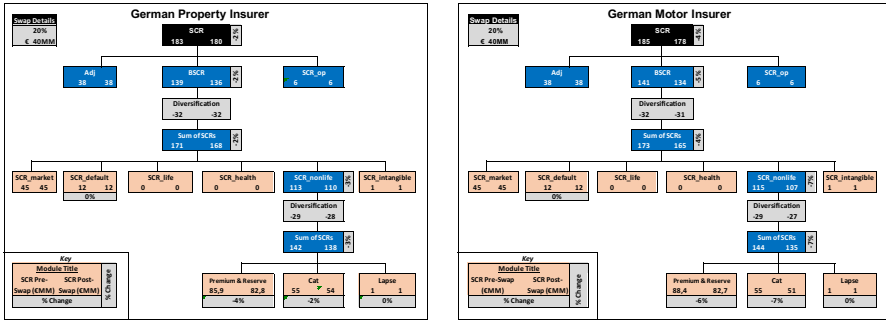 German Property Insurer
Swap Details
20%
€ 40MM
SCR
183 180
-2%
Adj
38 38
BSCR
139 136
-2%
SCR_op
6 6
Diversification
-32 -32
Sum of SCRs
171 168
-2%
SCR_market
45 45
SCR_default
12 12
0%
SCR_life
0 0
SCR_health
0 0
SCR_nonlife
113 110
-3%
SCR_intangible
1 1
Diversification
-29 -28
Sum of SCRs
142 138
-3%
Key
Module Title
SCR Pre- SCR Post-
Swap (€MM) Swap (€MM)
% Change
% Change
Premium & Reserve
85,9 82,8
-4%
Cat
55 54
-2%
Lapse
1 1
0%
German Motor Insurer
Swap Details
20%
€ 40MM
SCR
185 178
-4%
Adj
38 38
BSCR
141 134
-5%
SCR_op
6 6
Diversification
-32 -31
Sum of SCRs
173 165
-4%
SCR_market
45 45
SCR_default
12 12
0%
SCR_life
0 0
SCR_health
0 0
SCR_nonlife
115 107
-7%
SCR_intangible
1 1
Diversification
-29 -27
Sum of SCRs
144 135
-7%
Key
Module Title
SCR Pre-Swap SCR Post-
(€MM) Swap (€MM)
% Change
% Change
Premium & Reserve
88,4 82,7
-6%
Cat
55 51
-7%
Lapse
1 1
0%